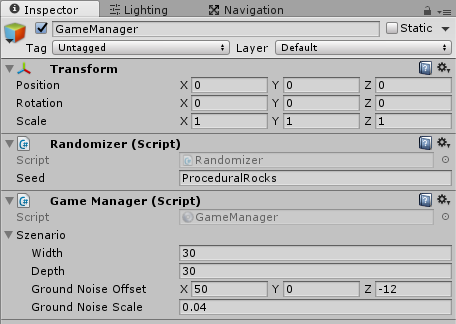 Inspector Lighting Navigation
GameManager Static
Tag Untagged Layer Default
Transform
Position X 0 Y 0 Z 0
Rotation X 0 Y 0 Z 0
Scale X 1 Y 1 Z 1
Randomizer (Script)
Script Randomizer
Seed ProceduralRocks
Game Manager (Script)
Script GameManager
Szenario
Width 30
Depth 30
Ground Noise Offset X 50 Y 0 Z -12
Ground Noise Scale 0.04